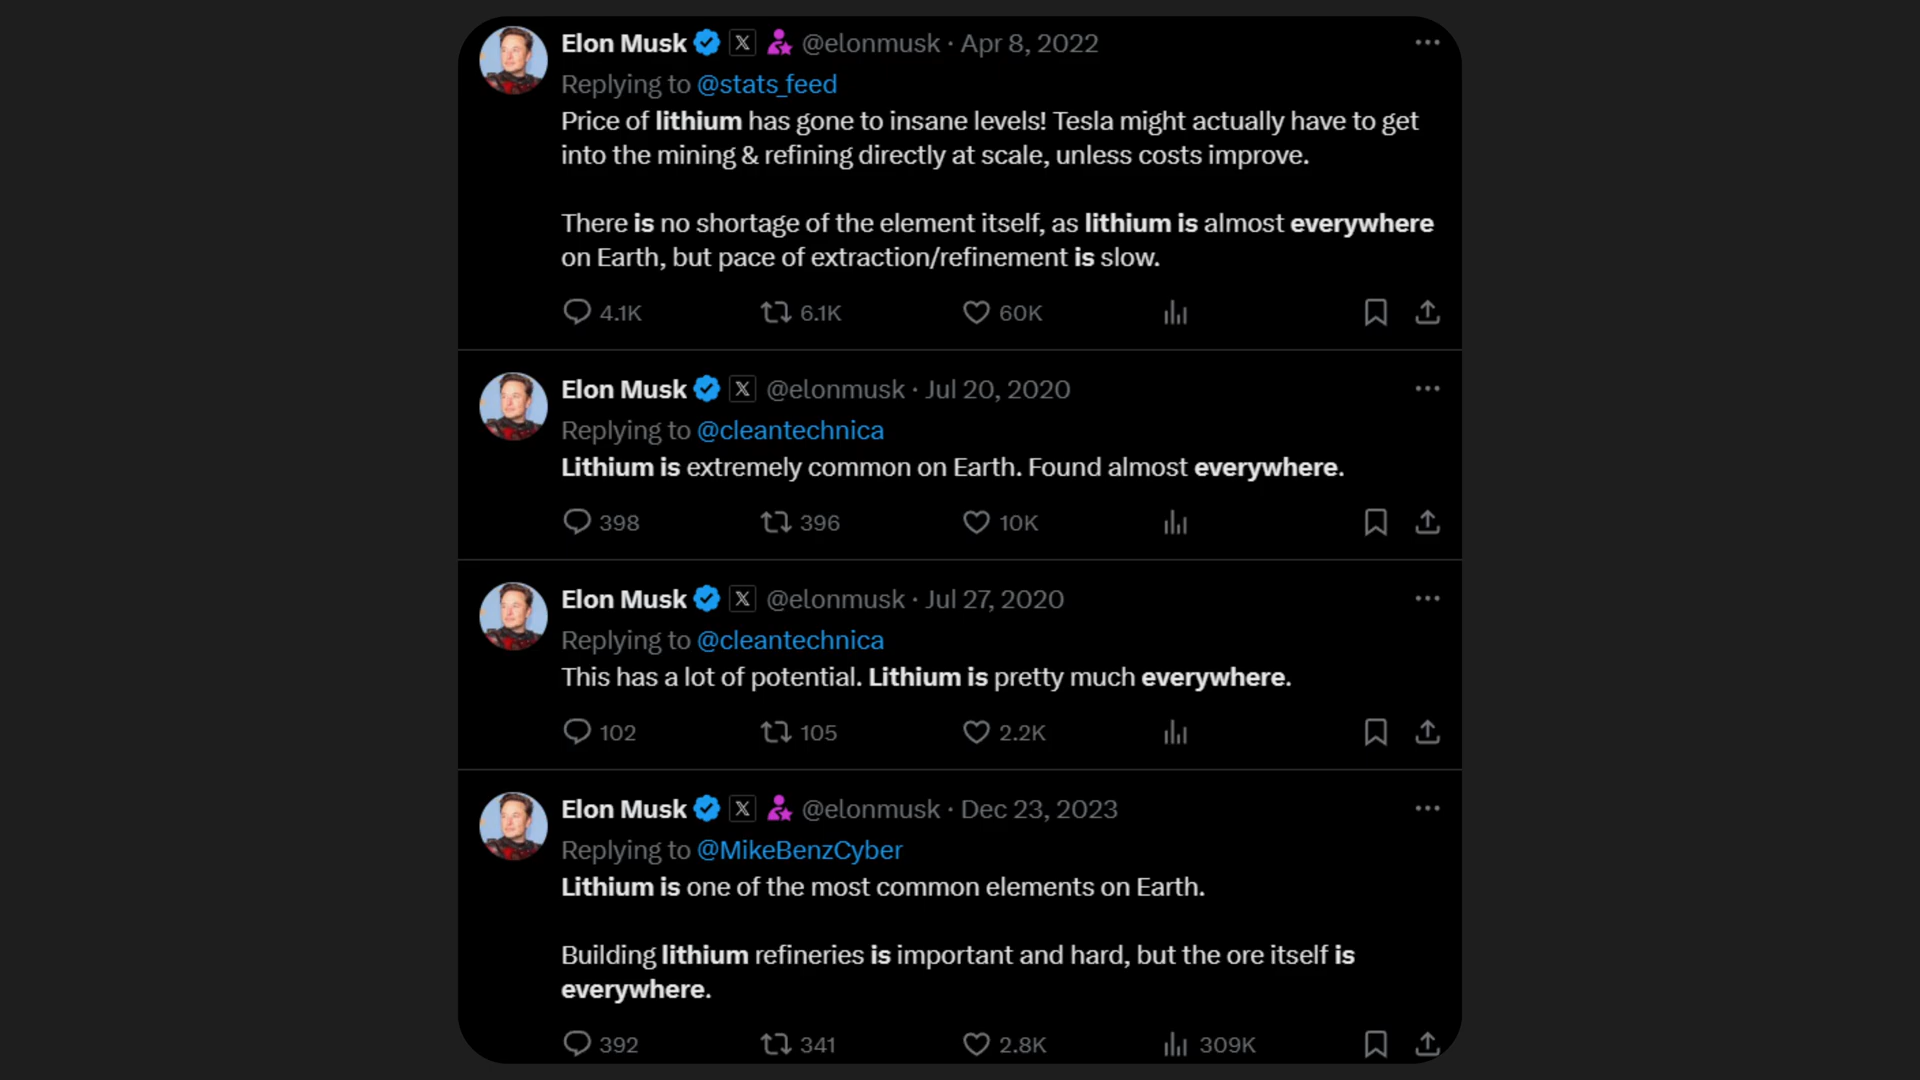 Elon Musk @elonmusk · Apr 8, 2022
Replying to @stats_feed
Price of lithium has gone to insane levels! Tesla might actually have to get
into the mining & refining directly at scale, unless costs improve.
There is no shortage of the element itself, as lithium is almost everywhere
on Earth, but pace of extraction/refinement is slow.
4.1K 6.1K 60K
Elon Musk @elonmusk · Jul 20, 2020
Replying to @cleantechnica
Lithium is extremely common on Earth. Found almost everywhere.
398 396 10K
Elon Musk @elonmusk · Jul 27, 2020
Replying to @cleantechnica
This has a lot of potential. Lithium is pretty much everywhere.
102 105 2.2K
Elon Musk @elonmusk · Dec 23, 2023
Replying to @MikeBenzCyber
Lithium is one of the most common elements on Earth.
Building lithium refineries is important and hard, but the ore itself is
everywhere.
392 341 2.8K 309K